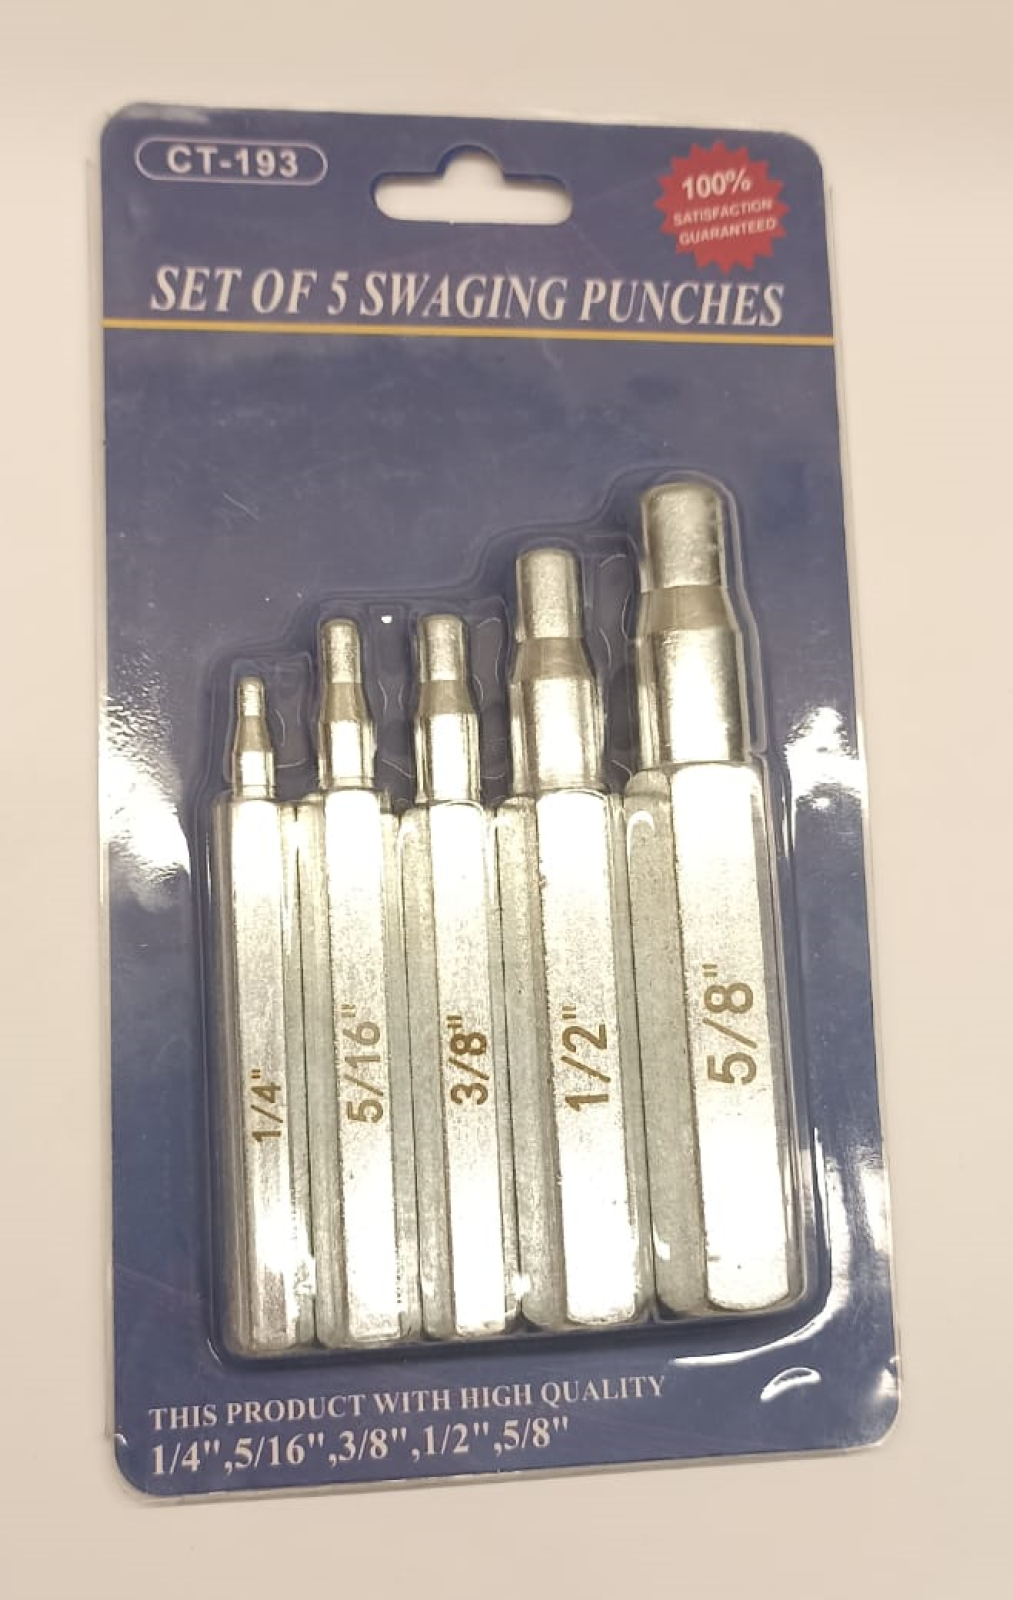 CT-193
100%
SATISFACTION
GUARANTEED
SET OF 5 SWAGING PUNCHES
1/4"
5/16"
3/8"
1/2"
5/8"
THIS PRODUCT WITH HIGH QUALITY
1/4",5/16",3/8",1/2",5/8"